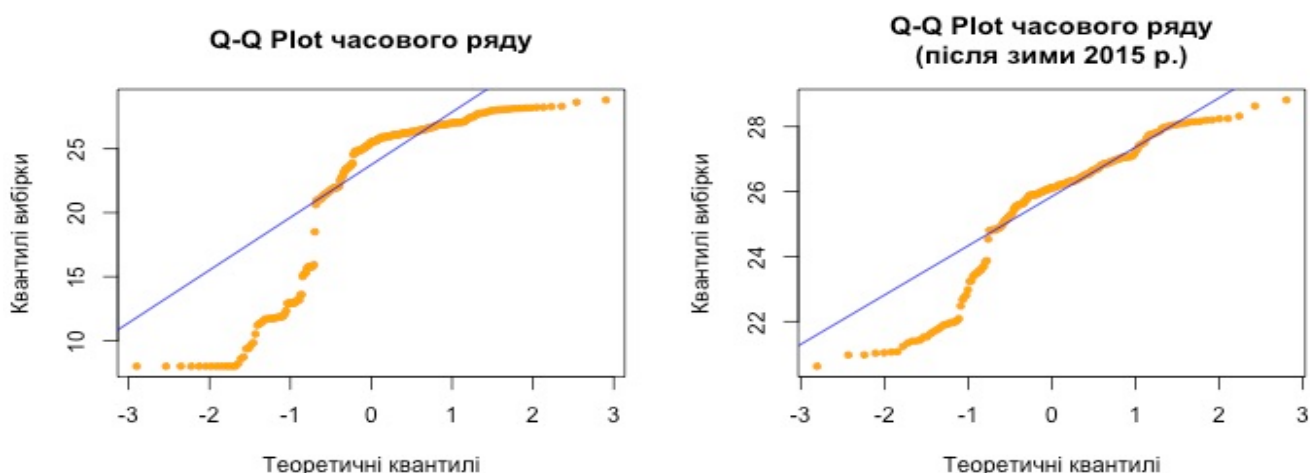 Q-Q Plot часового ряду
Квантилі вибірки
25
20
15
10
-3 -2 -1 0 1 2 3
Теоретичні квантилі
Q-Q Plot часового ряду
(після зими 2015 р.)
Квантилі вибірки
28
26
24
22
-3 -2 -1 0 1 2 3
Теоретичні квантилі